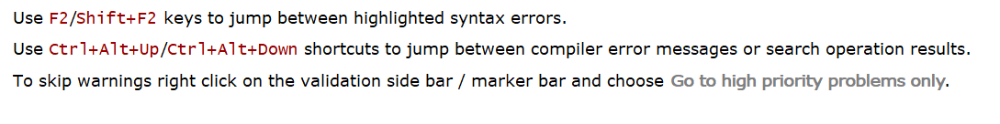 Use F2/Shift+F2 keys to jump between highlighted syntax errors.
Use Ctrl+Alt+Up/Ctrl+Alt+Down shortcuts to jump between compiler error messages or search operation results.
To skip warnings right click on the validation side bar / marker bar and choose Go to high priority problems only.